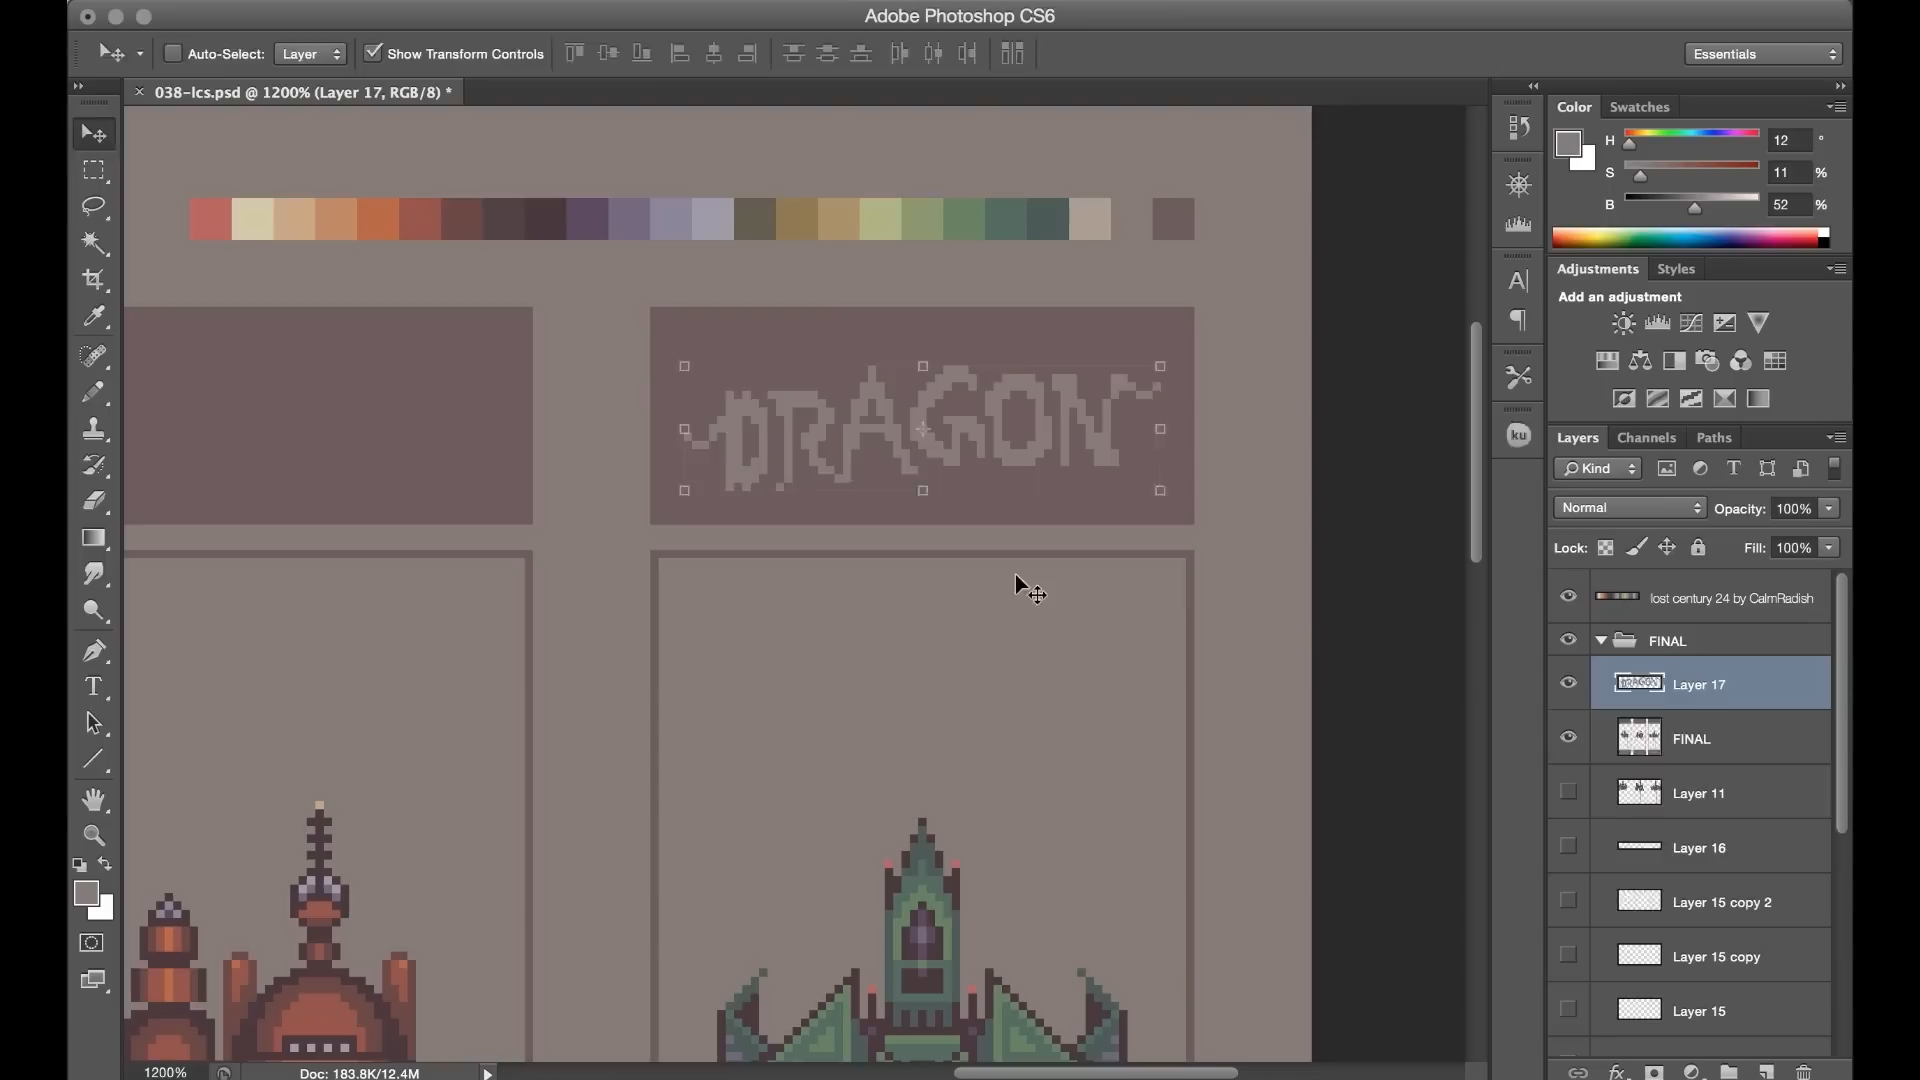 Adobe Photoshop CS6
Auto-Select: Layer Show Transform Controls Essentials
038-lcs.psd @ 1200% (Layer 17, RGB/8) *
Color Swatches
H 12 °
S 11 %
B 52 %
Adjustments Styles
Add an adjustment
DRAGON
Layers Channels Paths
Kind
Normal Opacity: 100%
Lock: Fill: 100%
lost century 24 by CalmRadish
FINAL
Layer 17
FINAL
Layer 11
Layer 16
Layer 15 copy 2
Layer 15 copy
Layer 15
ku
1200% Doc: 183.8K/12.4M